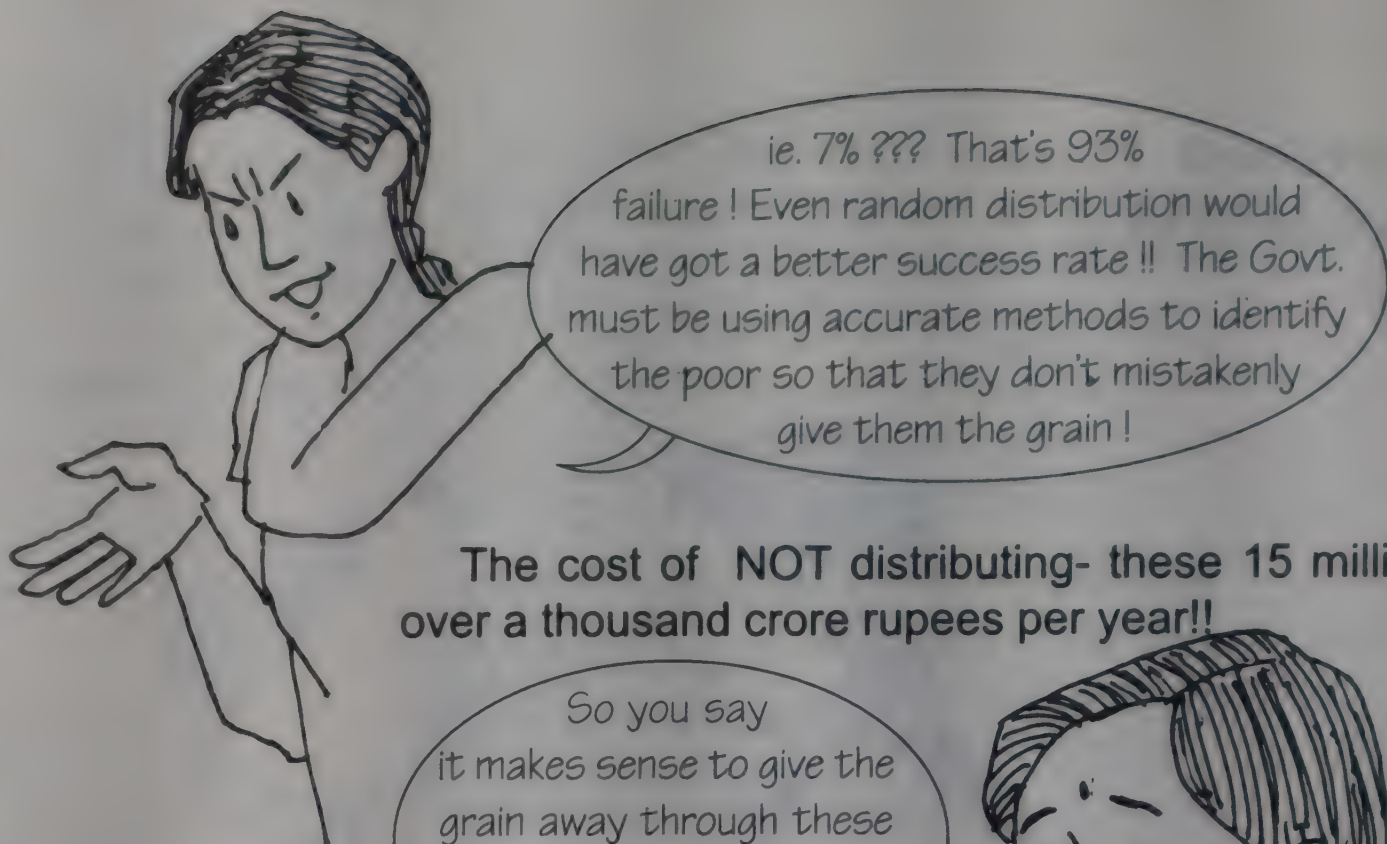 ie. 7% ??? That's 93%
failure ! Even random distribution would
have got a better success rate !! The Govt.
must be using accurate methods to identify
the poor so that they don't mistakenly
give them the grain !
The cost of NOT distributing- these 15 milli
over a thousand crore rupees per year!!
So you say
it makes sense to give the
grain away through these